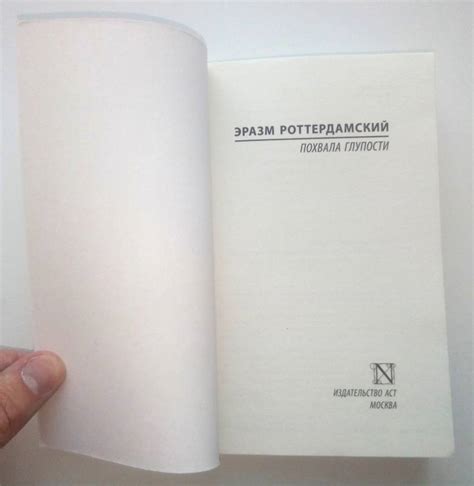 ЭРАЗМ РОТТЕРДАМСКИЙ
ПОХВАЛА ГЛУПОСТИ
N
ИЗДАТЕЛЬСТВО АСТ
МОСКВА